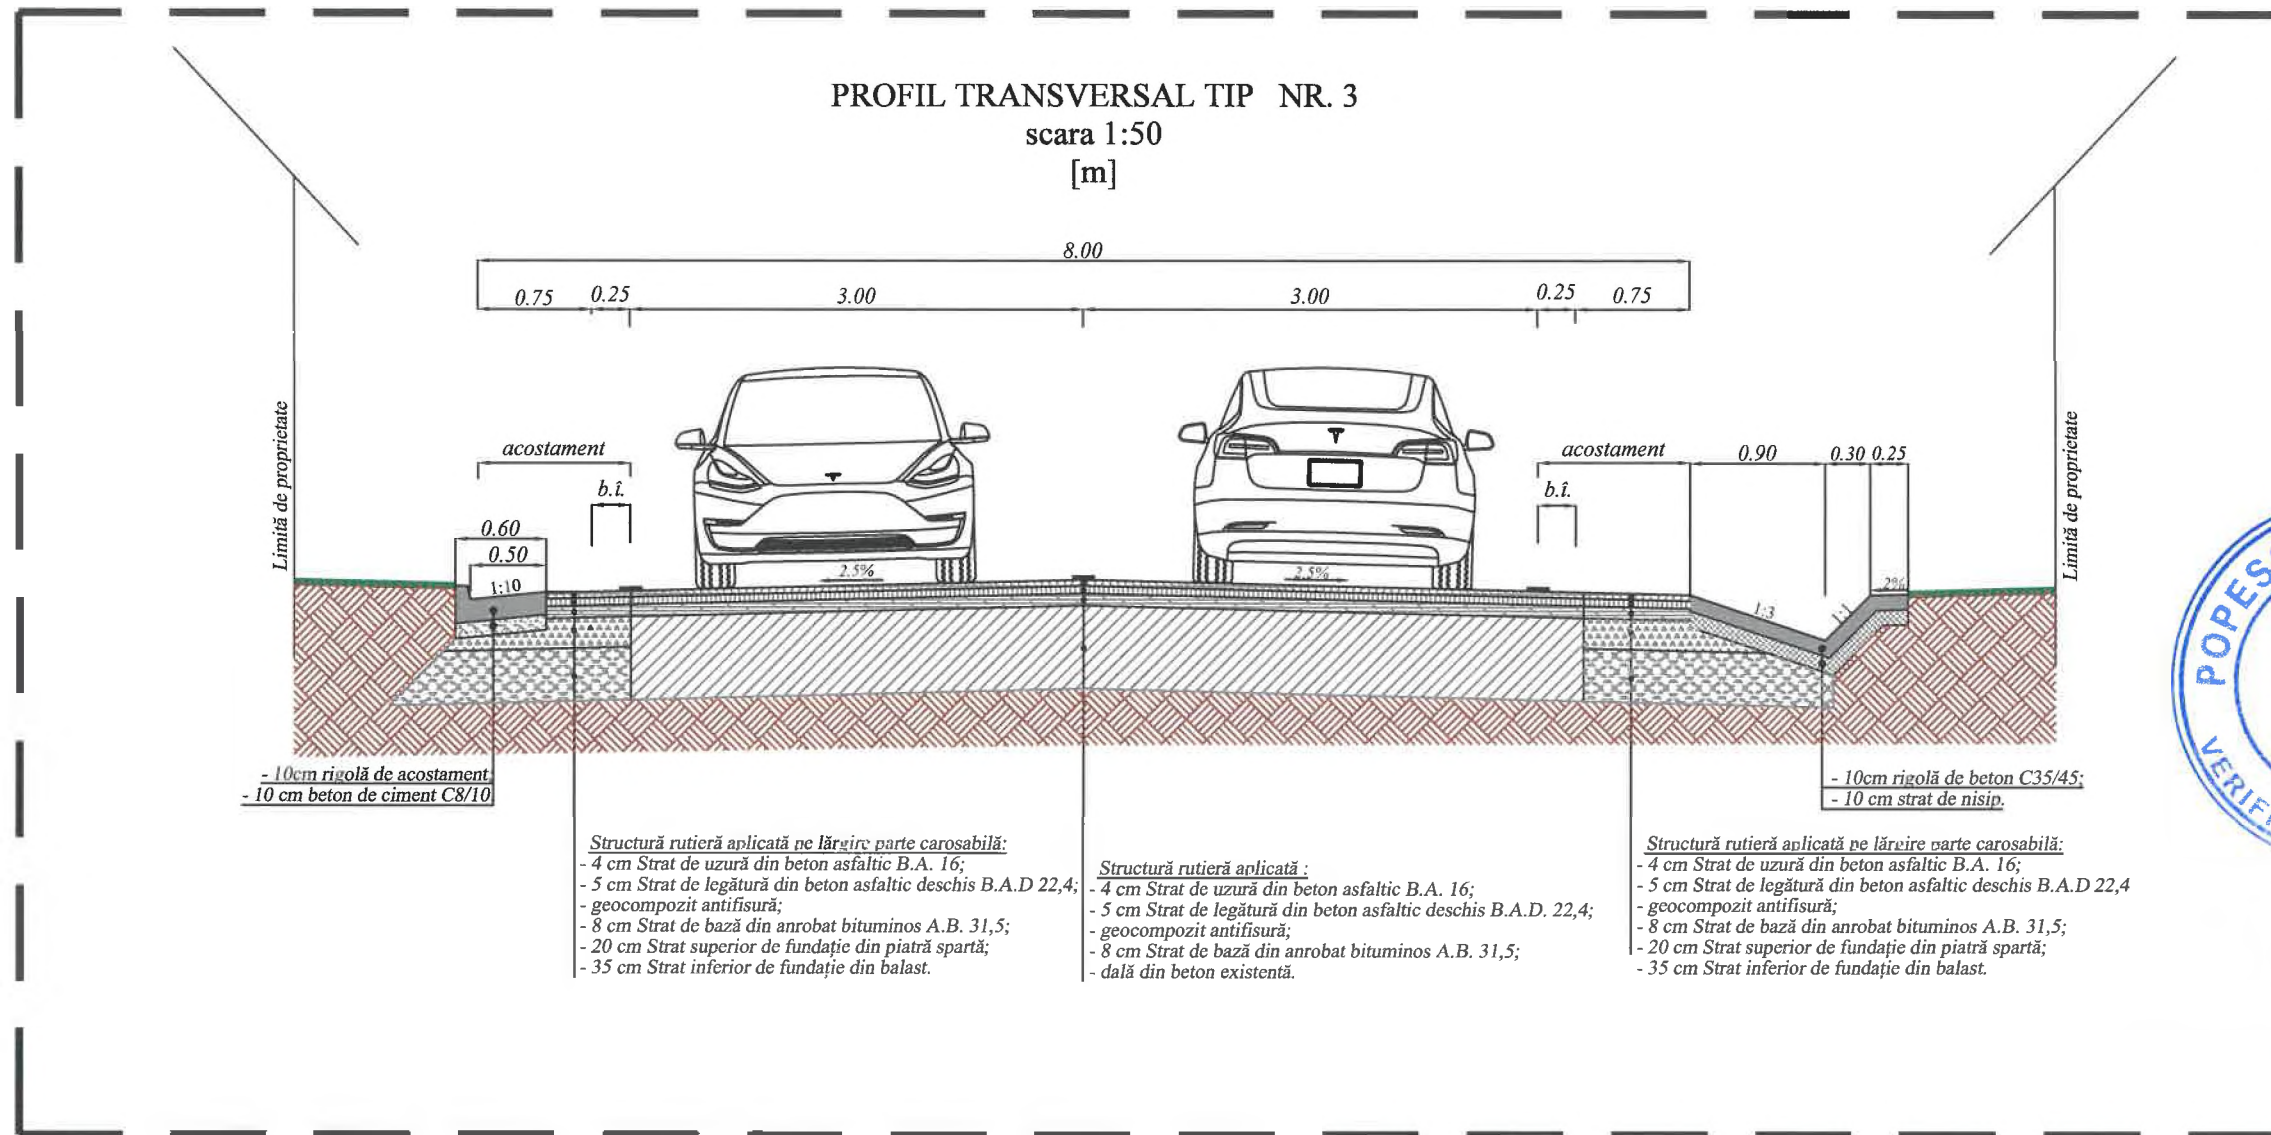 PROFIL TRANSVERSAL TIP NR. 3
scara 1:50
[m]
8.00
0.75 0.25 3.00 3.00 0.25 0.75
Limită de proprietate
acostament
b.î.
0.60
0.50
1:10
2.5%
2.5%
acostament
b.î.
0.90 0.30 0.25
1:3
1:1
2%
Limită de proprietate
- 10cm rigolă de acostament;
- 10 cm beton de ciment C8/10
- 10cm rigolă de beton C35/45;
- 10 cm strat de nisip.
Structură rutieră aplicată pe lărgire parte carosabilă:
- 4 cm Strat de uzură din beton asfaltic B.A. 16;
- 5 cm Strat de legătură din beton asfaltic deschis B.A.D 22,4;
- geocompozit antifisură;
- 8 cm Strat de bază din anrobat bituminos A.B. 31,5;
- 20 cm Strat superior de fundație din piatră spartă;
- 35 cm Strat inferior de fundație din balast.
Structură rutieră aplicată :
- 4 cm Strat de uzură din beton asfaltic B.A. 16;
- 5 cm Strat de legătură din beton asfaltic deschis B.A.D. 22,4;
- geocompozit antifisură;
- 8 cm Strat de bază din anrobat bituminos A.B. 31,5;
- dală din beton existentă.
Structură rutieră aplicată pe lărgire parte carosabilă:
- 4 cm Strat de uzură din beton asfaltic B.A. 16;
- 5 cm Strat de legătură din beton asfaltic deschis B.A.D 22,4
- geocompozit antifisură;
- 8 cm Strat de bază din anrobat bituminos A.B. 31,5;
- 20 cm Strat superior de fundație din piatră spartă;
- 35 cm Strat inferior de fundație din balast.
POPES
VERIF